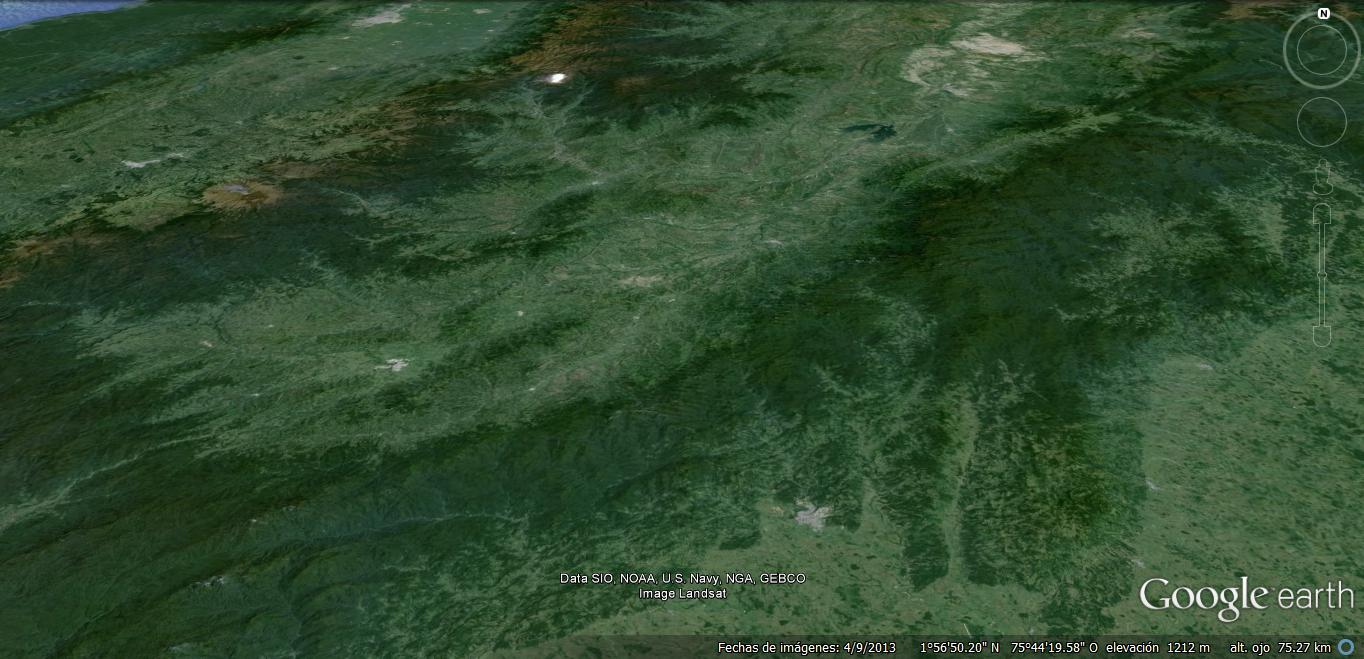 N
Data SIO, NOAA, U.S. Navy, NGA, GEBCO
Image Landsat
Google earth
Fechas de imágenes: 4/9/2013 1°56'50.20" N 75°44'19.58" O elevación 1212 m alt. ojo 75.27 km